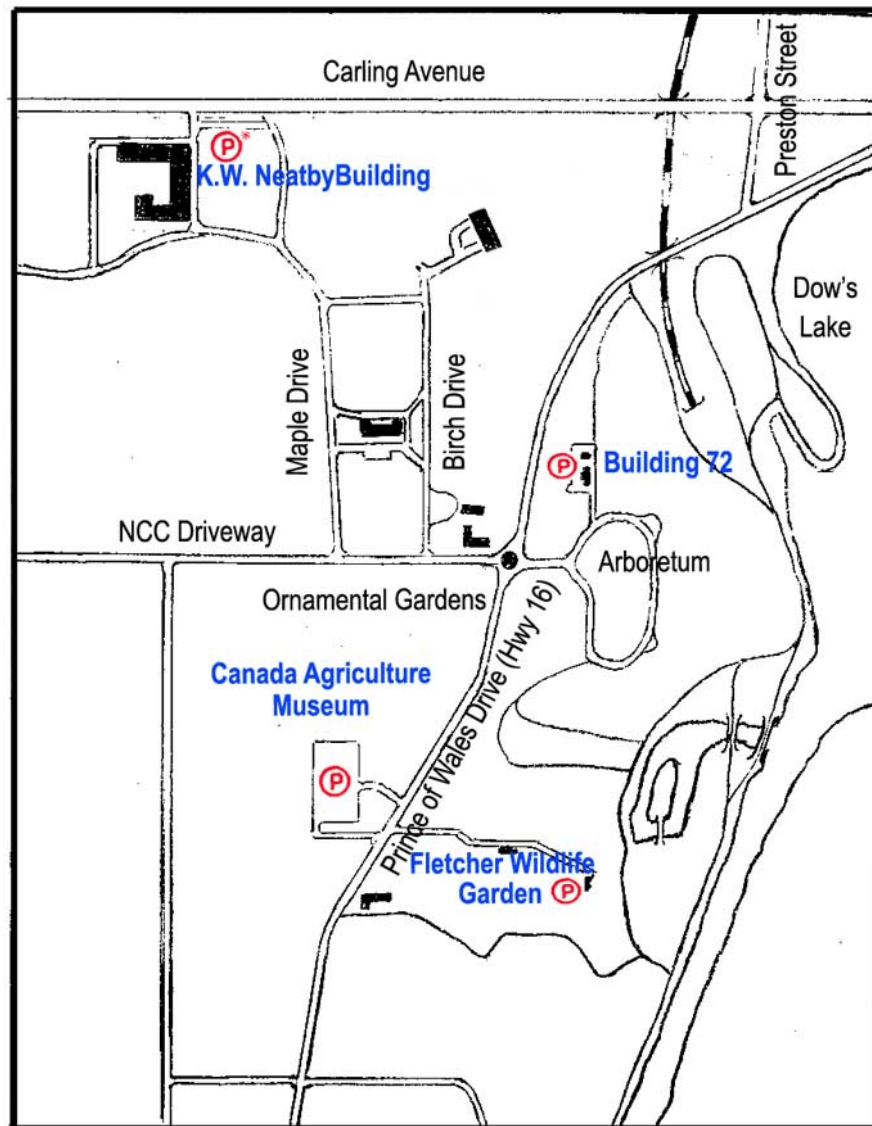 Carling Avenue
Preston Street
P*
K.W. NeatbyBuilding
Dow's
Lake
Maple Drive
Birch Drive
P
Building 72
NCC Driveway
Arboretum
Ornamental Gardens
Prince of Wales Drive (Hwy 16)
Canada Agriculture
Museum
P
Fletcher Wildlife
Garden P